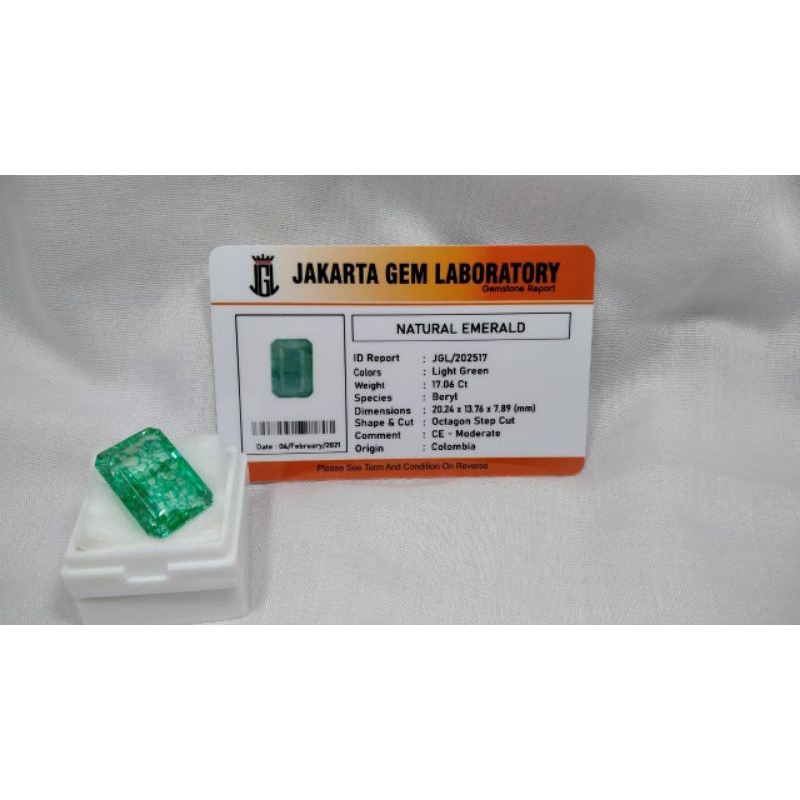 JGL
JAKARTA GEM LABORATORY
Gemstone Report
NATURAL EMERALD
ID Report : JGL/202517
Colors : Light Green
Weight : 17.06 Ct
Species : Beryl
Dimensions : 20.24 x 13.76 x 7.89 (mm)
Shape & Cut : Octagon Step Cut
Comment : CE - Moderate
Origin : Colombia
Date : 06/February/2021
Please See Term And Condition On Reverse